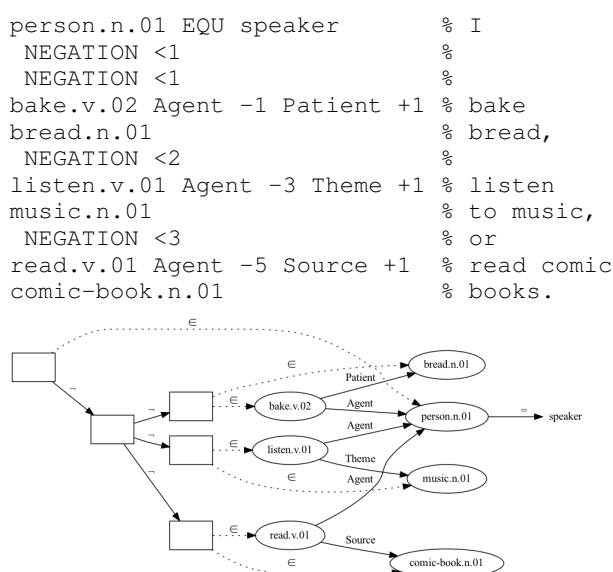 person.n.01 EQU speaker % I
NEGATION <1 %
NEGATION <1 %
bake.v.02 Agent -1 Patient +1 % bake
bread.n.01 % bread,
NEGATION <2 %
listen.v.01 Agent -3 Theme +1 % listen
music.n.01 % to music,
NEGATION <3 % or
read.v.01 Agent -5 Source +1 % read comic
comic-book.n.01 % books.
∈
∈
bread.n.01
Patient
¬
¬
∈
bake.v.02
Agent
person.n.01
=
speaker
Agent
¬
∈
listen.v.01
Theme
¬
∈
Agent
music.n.01
∈
read.v.01
Source
∈
comic-book.n.01